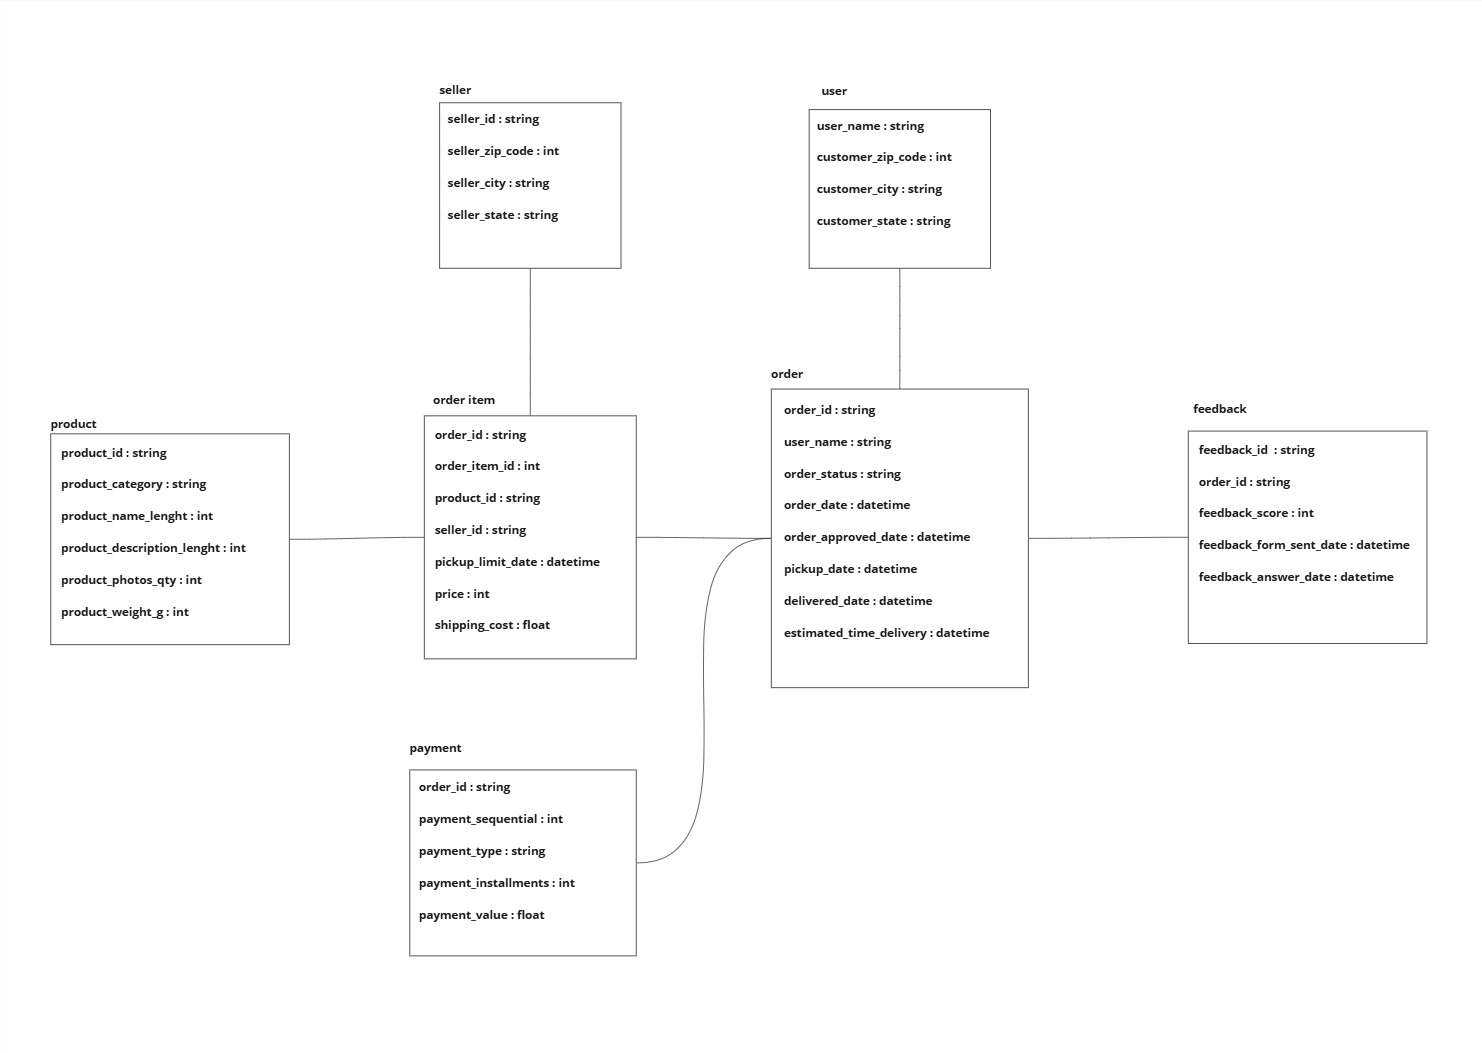 seller
seller_id : string
seller_zip_code : int
seller_city : string
seller_state : string
user
user_name : string
customer_zip_code : int
customer_city : string
customer_state : string
product
product_id : string
product_category : string
product_name_lenght : int
product_description_lenght : int
product_photos_qty : int
product_weight_g : int
order item
order_id : string
order_item_id : int
product_id : string
seller_id : string
pickup_limit_date : datetime
price : int
shipping_cost : float
order
order_id : string
user_name : string
order_status : string
order_date : datetime
order_approved_date : datetime
pickup_date : datetime
delivered_date : datetime
estimated_time_delivery : datetime
feedback
feedback_id  : string
order_id : string
feedback_score : int
feedback_form_sent_date : datetime
feedback_answer_date : datetime
payment
order_id : string
payment_sequential : int
payment_type : string
payment_installments : int
payment_value : float